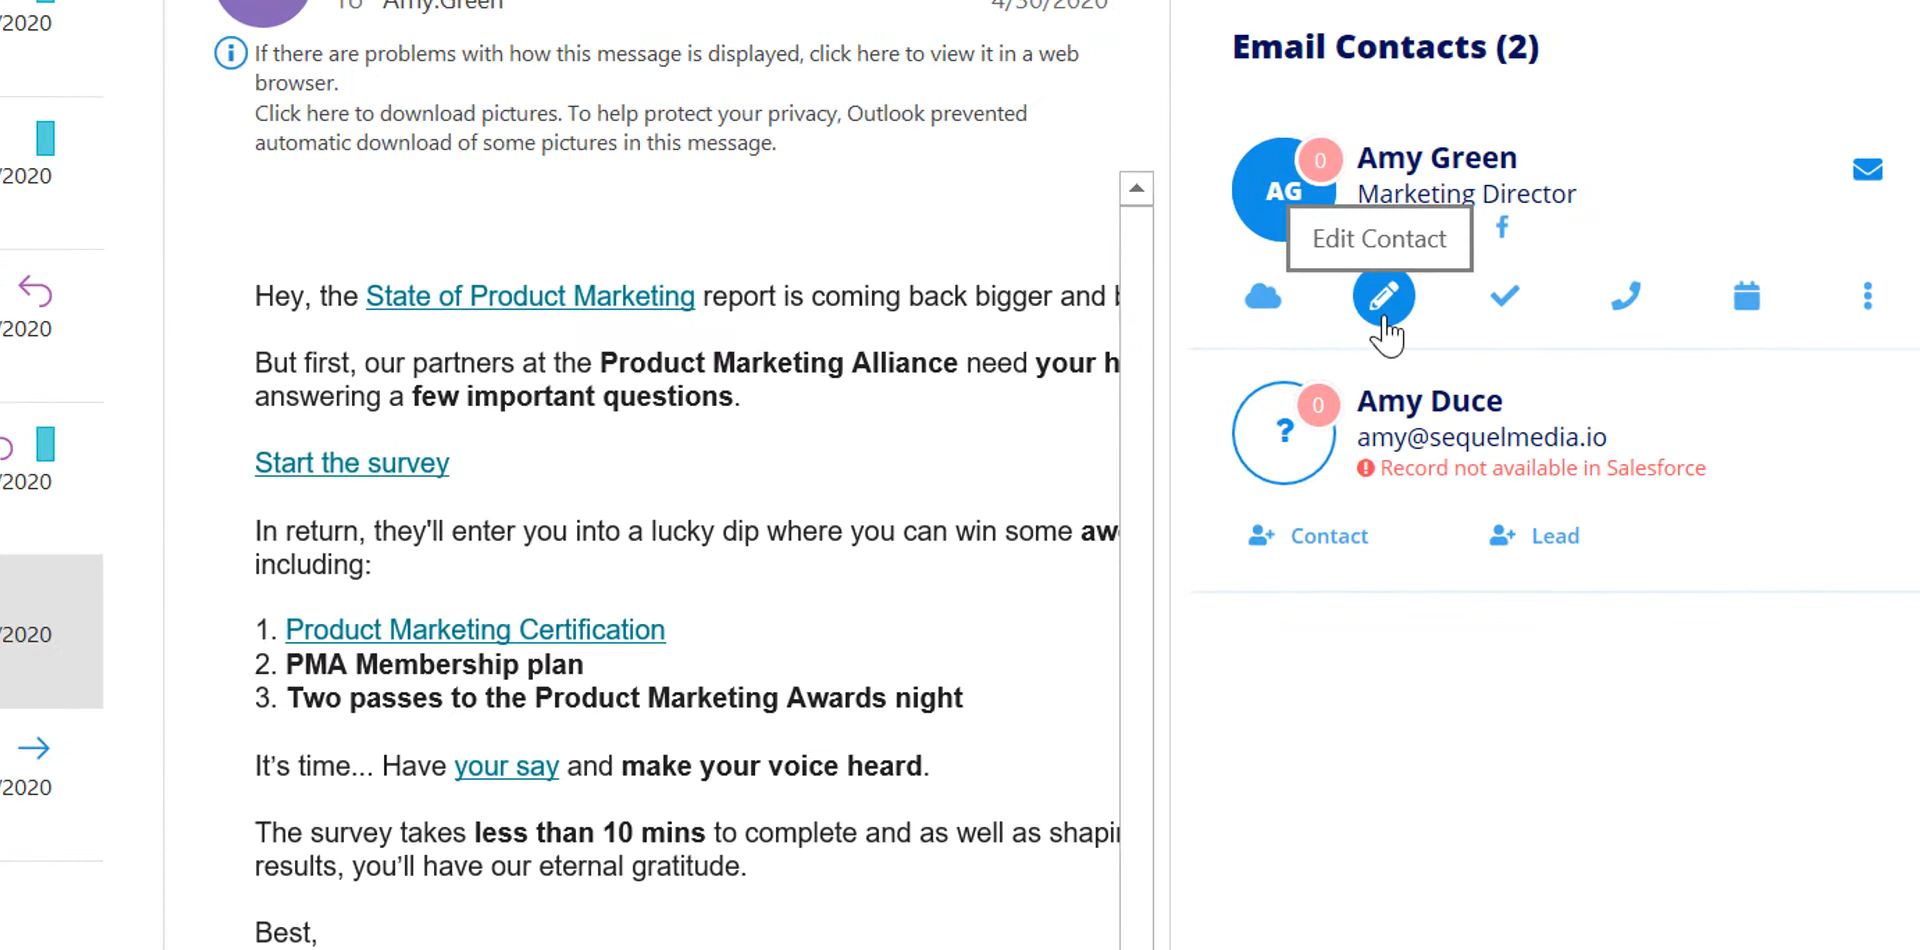 /2020
/2020
/2020
/2020
/2020
/2020
To Amy.Green
4/30/2020
If there are problems with how this message is displayed, click here to view it in a web
browser.
Click here to download pictures. To help protect your privacy, Outlook prevented
automatic download of some pictures in this message.
Hey, the State of Product Marketing report is coming back bigger and
But first, our partners at the Product Marketing Alliance need your h
answering a few important questions.
Start the survey
In return, they'll enter you into a lucky dip where you can win some aw
including:
1. Product Marketing Certification
2. PMA Membership plan
3. Two passes to the Product Marketing Awards night
It’s time... Have your say and make your voice heard.
The survey takes less than 10 mins to complete and as well as shapi
results, you’ll have our eternal gratitude.
Best,
Email Contacts (2)
AG
0
Amy Green
Marketing Director
Edit Contact
?
0
Amy Duce
amy@sequelmedia.io
Record not available in Salesforce
Contact
Lead